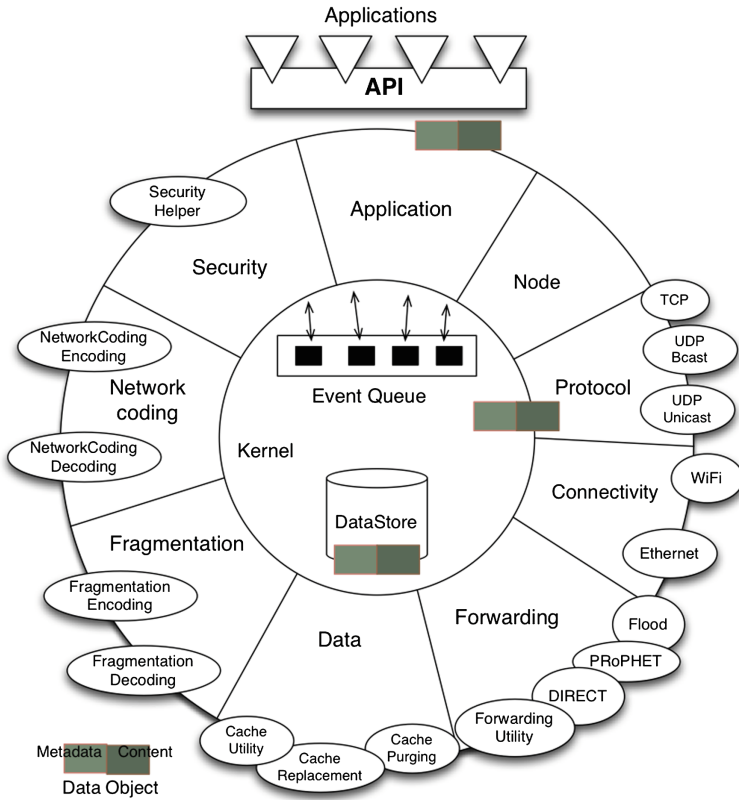 Applications
API
Application
Security
Helper
Security
Node
TCP
UDP
Bcast
UDP
Unicast
Protocol
NetworkCoding
Encoding
Network
coding
NetworkCoding
Decoding
Event Queue
Kernel
DataStore
Connectivity
WiFi
Ethernet
Fragmentation
Fragmentation
Encoding
Fragmentation
Decoding
Data
Forwarding
Flood
PRoPHET
DIRECT
Forwarding
Utility
Cache
Utility
Cache
Replacement
Cache
Purging
Metadata Content
Data Object